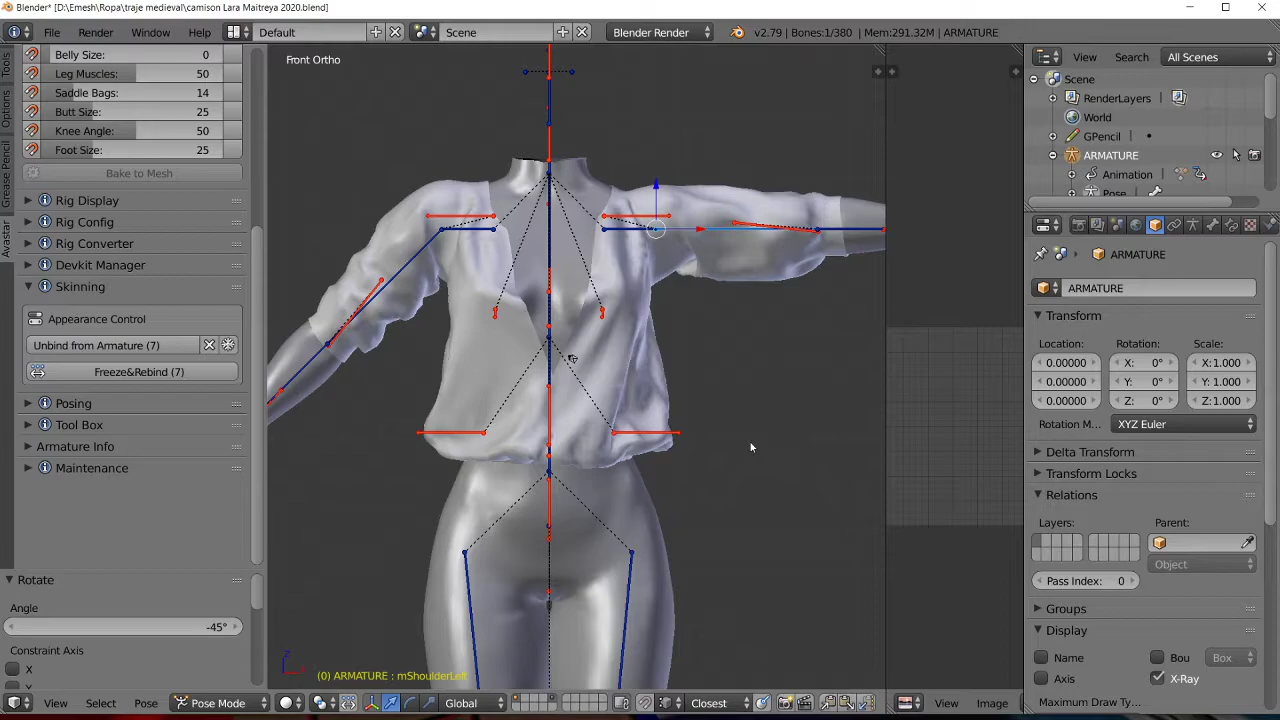 Blender* [D:\Emesh\Ropa\traje medieval\camison Lara Maitreya 2020.blend]
File Render Window Help Default Scene Blender Render v2.79 | Bones:1/380 | Mem:291.32M | ARMATURE
Tools
Options
Grease Pencil
Avastar
Belly Size: 0
Leg Muscles: 50
Saddle Bags: 14
Butt Size: 25
Knee Angle: 50
Foot Size: 25
Bake to Mesh
Rig Display
Rig Config
Rig Converter
Devkit Manager
Skinning
Appearance Control
Unbind from Armature (7)
Freeze&Rebind (7)
Posing
Tool Box
Armature Info
Maintenance
Rotate
Angle
-45°
Constraint Axis
X
Front Ortho
(0) ARMATURE : mShoulderLeft
View Select Pose Pose Mode Global Closest
View Image
View Search All Scenes
Scene
RenderLayers
World
GPencil
ARMATURE
Animation
Pose
ARMATURE
ARMATURE
Transform
Location: Rotation: Scale:
0.00000 X: 0° X:1.000
0.00000 Y: 0° Y:1.000
0.00000 Z: 0° Z:1.000
Rotation M... XYZ Euler
Delta Transform
Transform Locks
Relations
Layers: Parent:
Object
Pass Index: 0
Groups
Display
Name Bou Box
Axis X-Ray
Maximum Draw Ty...